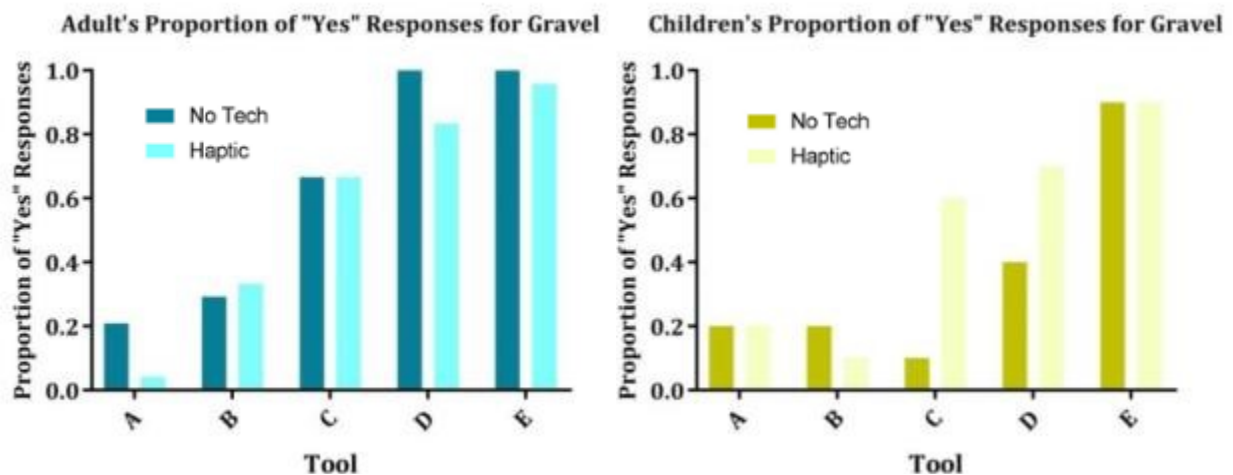 Adult's Proportion of "Yes" Responses for Gravel
Proportion of "Yes" Responses
1.0
0.8
0.6
0.4
0.2
0.0
No Tech
Haptic
A B C D E
Tool
Children's Proportion of "Yes" Responses for Gravel
Proportion of "Yes" Responses
1.0
0.8
0.6
0.4
0.2
0.0
No Tech
Haptic
A B C D E
Tool